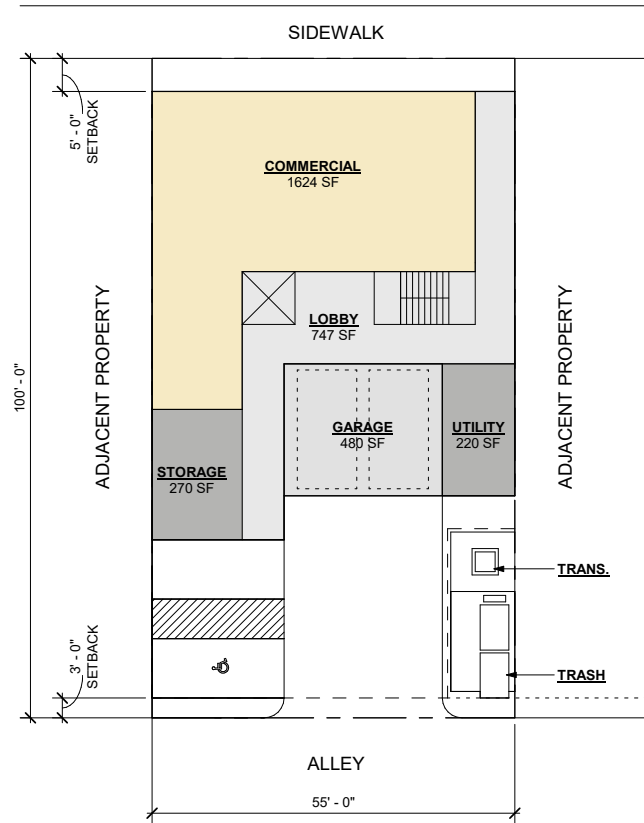 SIDEWALK
5' - 0"
SETBACK
COMMERCIAL
1624 SF
ADJACENT PROPERTY
100' - 0"
LOBBY
747 SF
ADJACENT PROPERTY
GARAGE
480 SF
UTILITY
220 SF
STORAGE
270 SF
TRANS.
3' - 0"
SETBACK
TRASH
ALLEY
55' - 0"